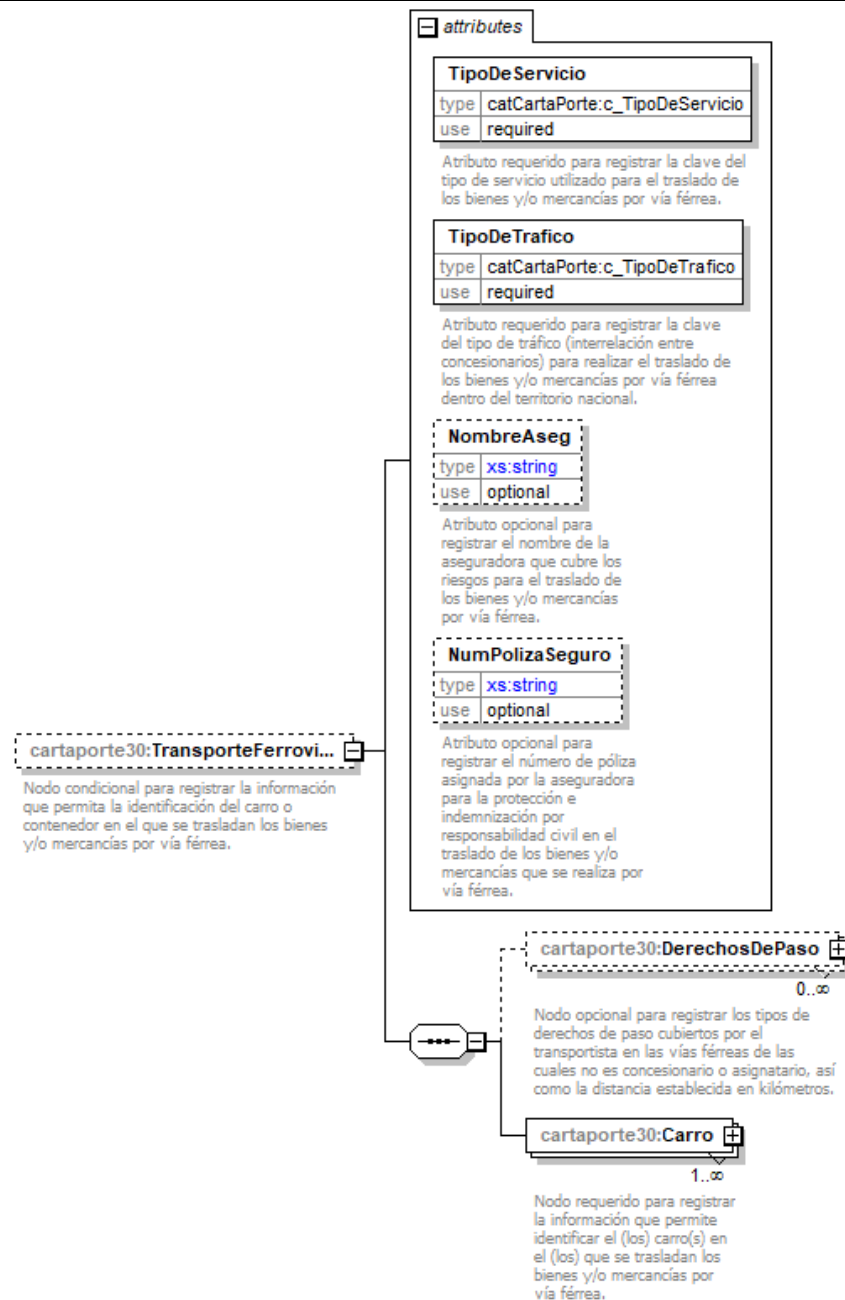 attributes
TipoDeServicio
type catCartaPorte:c_TipoDeServicio
use required
Atributo requerido para registrar la clave del
tipo de servicio utilizado para el traslado de
los bienes y/o mercancías por vía férrea.
TipoDeTrafico
type catCartaPorte:c_TipoDeTrafico
use required
Atributo requerido para registrar la clave
del tipo de tráfico (interrelación entre
concesionarios) para realizar el traslado de
los bienes y/o mercancías por vía férrea
dentro del territorio nacional.
NombreAseg
type xs:string
use optional
Atributo opcional para
registrar el nombre de la
aseguradora que cubre los
riesgos para el traslado de
los bienes y/o mercancías
por vía férrea.
NumPolizaSeguro
type xs:string
use optional
Atributo opcional para
registrar el número de póliza
asignada por la aseguradora
para la protección e
indemnización por
responsabilidad civil en el
traslado de los bienes y/o
mercancías que se realiza por
vía férrea.
cartaporte30:TransporteFerrovi...
Nodo condicional para registrar la información
que permita la identificación del carro o
contenedor en el que se trasladan los bienes
y/o mercancías por vía férrea.
cartaporte30:DerechosDePaso
0..∞
Nodo opcional para registrar los tipos de
derechos de paso cubiertos por el
transportista en las vías férreas de las
cuales no es concesionario o asignatario, así
como la distancia establecida en kilómetros.
cartaporte30:Carro
1..∞
Nodo requerido para registrar
la información que permite
identificar el (los) carro(s) en
el (los) que se trasladan los
bienes y/o mercancías por
vía férrea.